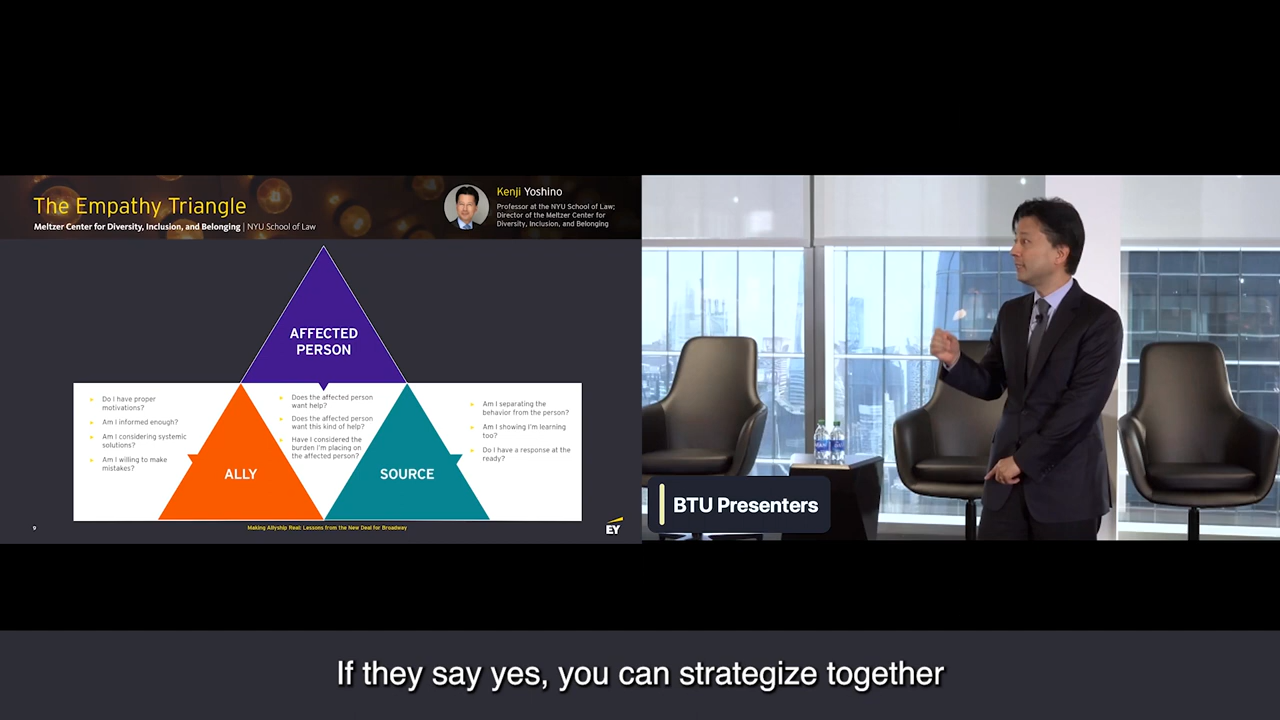 The Empathy Triangle
Meltzer Center for Diversity, Inclusion, and Belonging | NYU School of Law
Kenji Yoshino
Professor at the NYU School of Law;
Director of the Meltzer Center for
Diversity, Inclusion, and Belonging
AFFECTED
PERSON
Do I have proper
motivations?
Am I informed enough?
Am I considering systemic
solutions?
Am I willing to make
mistakes?
ALLY
Does the affected person
want help?
Does the affected person
want this kind of help?
Have I considered the
burden I'm placing on
the affected person?
SOURCE
Am I separating the
behavior from the person?
Am I showing I'm learning
too?
Do I have a response at the
ready?
9
Making Allyship Real: Lessons from the New Deal for Broadway
EY
BTU Presenters
If they say yes, you can strategize together